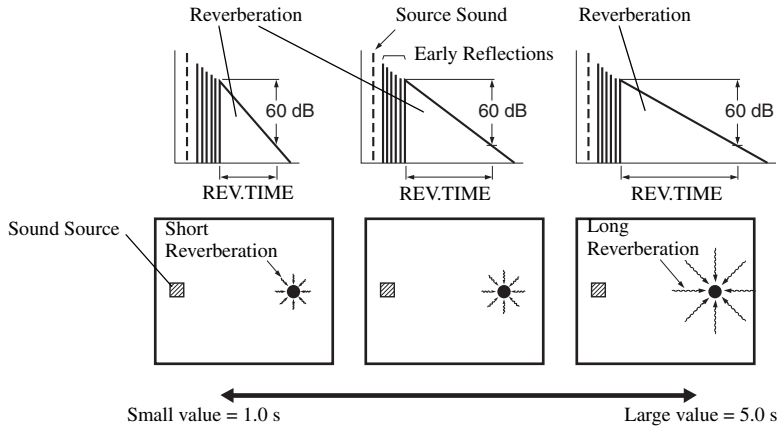 Reverberation
Source Sound
Reverberation
Early Reflections
60 dB
60 dB
60 dB
REV.TIME
REV.TIME
REV.TIME
Sound Source
Short
Reverberation
Long
Reverberation
Small value = 1.0 s
Large value = 5.0 s